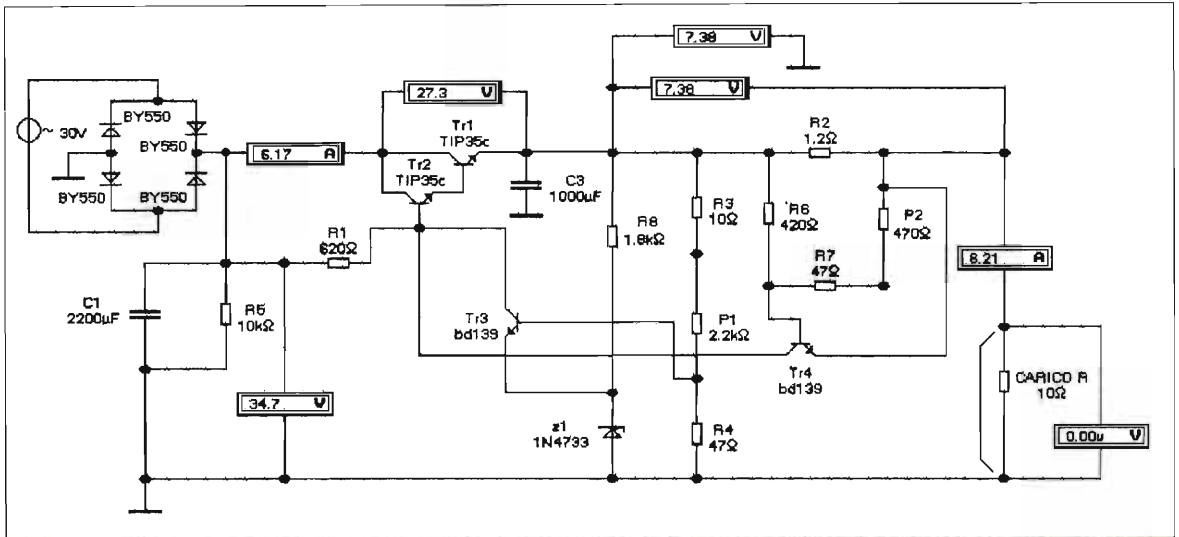 7.38 V
7.38 V
27.3 V
~ 30V
BY550
BY550
BY550
BY550
6.17 A
Tr1
TIP35c
Tr2
TIP35c
C3
1000µF
R2
1.2Ω
R3
10Ω
R6
420Ω
P2
470Ω
R8
1.8kΩ
R7
47Ω
6.21 A
R1
620Ω
C1
2200µF
R5
10kΩ
Tr3
bd139
P1
2.2kΩ
Tr4
bd139
CARICO R
10Ω
34.7 V
z1
1N4733
R4
47Ω
0.00u V